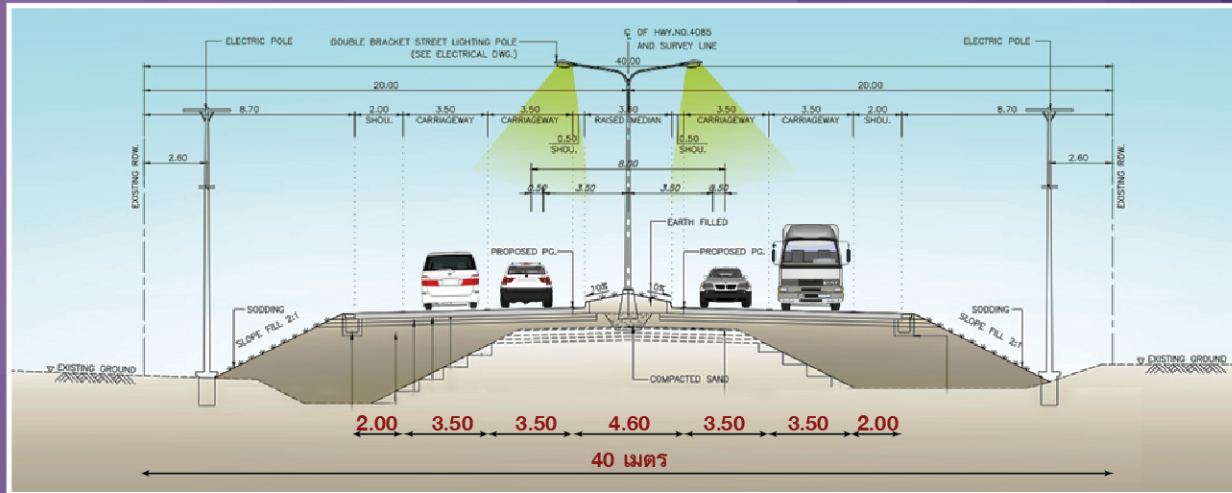 ELECTRIC POLE
DOUBLE BRACKET STREET LIGHTING POLE
(SEE ELECTRICAL DWG.)
℄ OF HWY.NO.4085
AND SURVEY LINE
ELECTRIC POLE
40.00
20.00 20.00
8.70 2.00 3.50 3.50 3.60 3.50 3.50 2.00 8.70
SHOU. CARRIAGEWAY CARRIAGEWAY RAISED MEDIAN CARRIAGEWAY CARRIAGEWAY SHOU.
0.50 0.50
SHOU. SHOU.
2.60 2.60
8.00
0.50 3.50 3.50 0.50
EXISTING ROW. EXISTING ROW.
EARTH FILLED
PROPOSED PG. PROPOSED PG.
10% 10%
SODDING SODDING
SLOPE FILL 2:1 SLOPE FILL 2:1
EXISTING GROUND EXISTING GROUND
COMPACTED SAND
2.00 3.50 3.50 4.60 3.50 3.50 2.00
40 เมตร